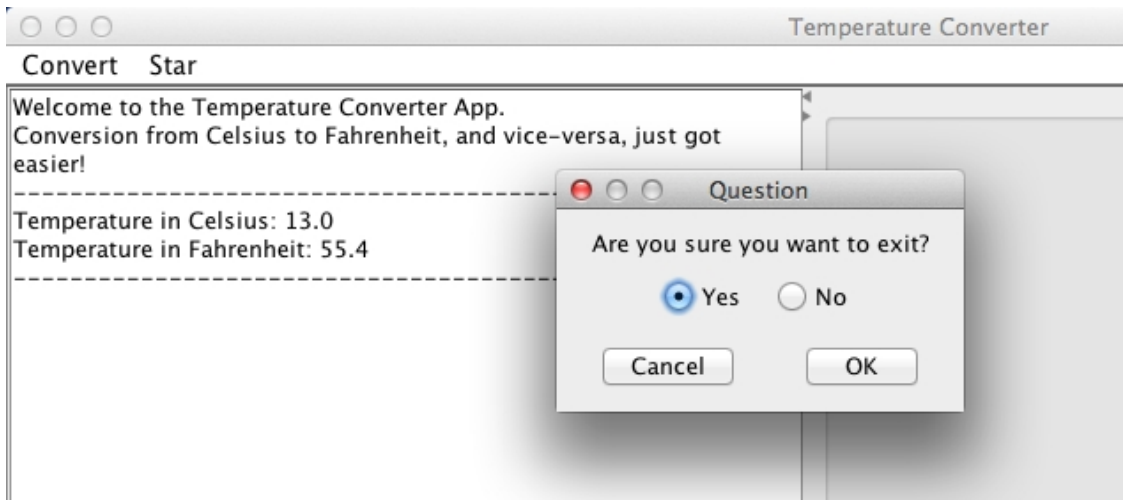 Temperature Converter
Convert Star
Welcome to the Temperature Converter App.
Conversion from Celsius to Fahrenheit, and vice-versa, just got
easier!
--------------------------------------------------
Temperature in Celsius: 13.0
Temperature in Fahrenheit: 55.4
--------------------------------------------------
Question
Are you sure you want to exit?
Yes No
Cancel OK